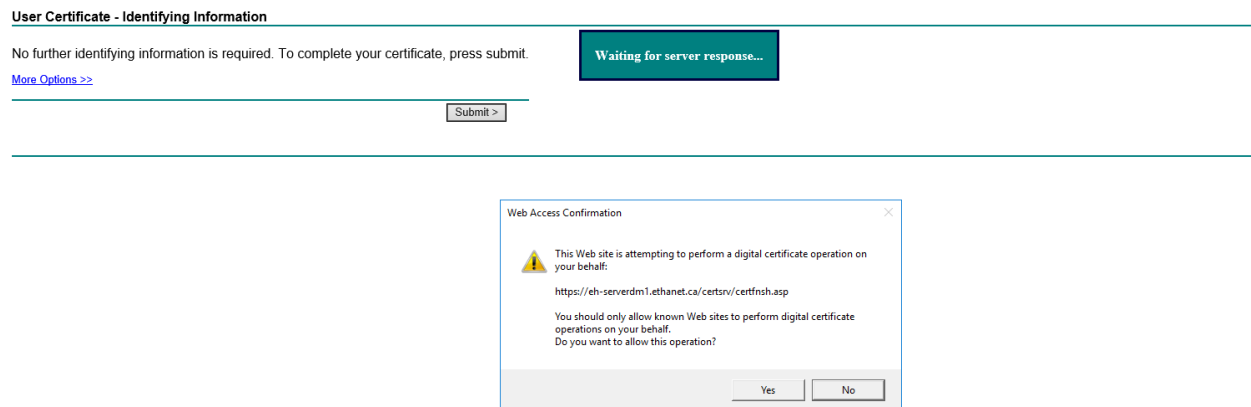 User Certificate - Identifying Information
No further identifying information is required. To complete your certificate, press submit.
Waiting for server response...
More Options >>
Submit >
Web Access Confirmation
This Web site is attempting to perform a digital certificate operation on
your behalf:
https://eh-serverdm1.ethanet.ca/certsrv/certfnsh.asp
You should only allow known Web sites to perform digital certificate
operations on your behalf.
Do you want to allow this operation?
Yes
No